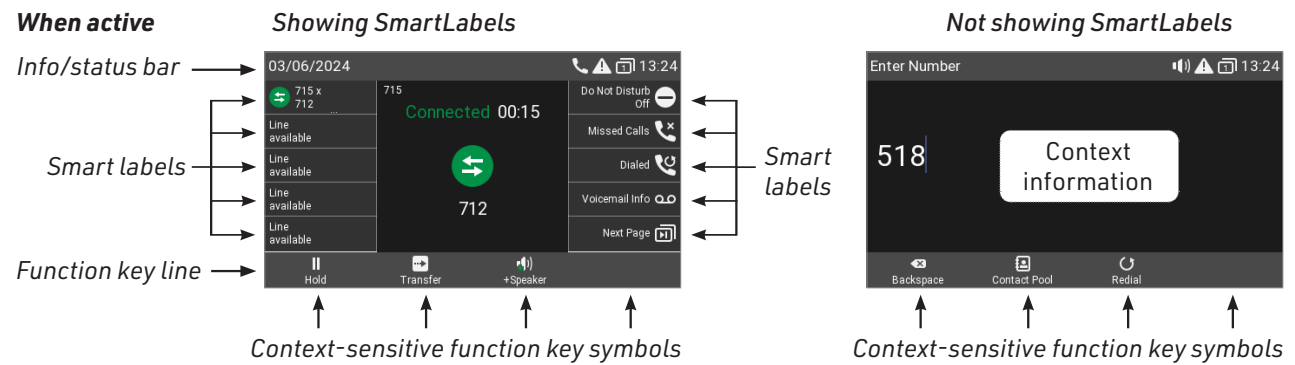 When active
Showing SmartLabels
Not showing SmartLabels
Info/status bar
03/06/2024
1 13:24
Enter Number
1 13:24
Smart labels
715 x
712
...
Line
available
Line
available
Line
available
Line
available
715
Connected 00:15
712
Do Not Disturb
Off
Missed Calls
Dialed
Voicemail Info
Next Page
Smart
labels
518
Context
information
Function key line
Hold
Transfer
+Speaker
Backspace
Contact Pool
Redial
Context-sensitive function key symbols
Context-sensitive function key symbols